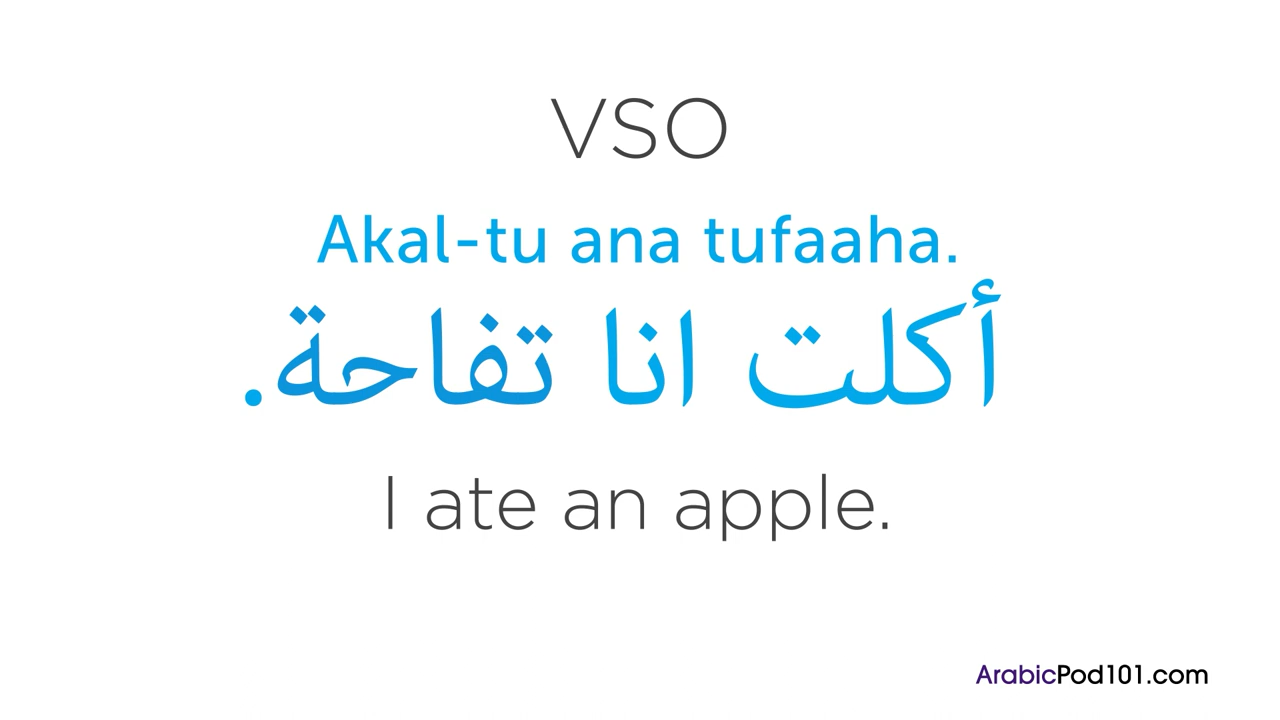 VSO
Akal-tu ana tufaaha.
أكلت انا تفاحة.
I ate an apple.
ArabicPod101.com